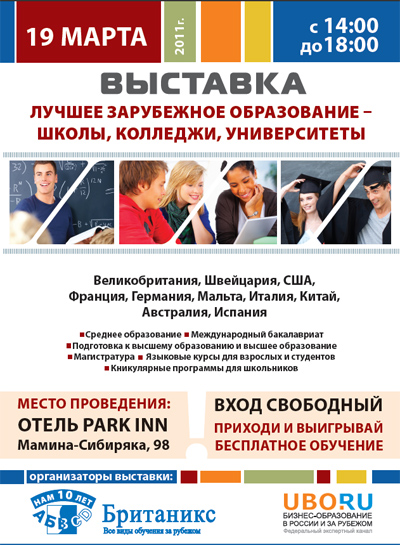 19 МАРТА
2011г.
с 14:00
до 18:00
ВЫСТАВКА
ЛУЧШЕЕ ЗАРУБЕЖНОЕ ОБРАЗОВАНИЕ –
ШКОЛЫ, КОЛЛЕДЖИ, УНИВЕРСИТЕТЫ
Великобритания, Швейцария, США,
Франция, Германия, Мальта, Италия, Китай,
Австралия, Испания
■ Среднее образование ■ Международный бакалавриат
■ Подготовка к высшему образованию и высшее образование
■ Магистратура ■ Языковые курсы для взрослых и студентов
■ Кникулярные программы для школьников
МЕСТО ПРОВЕДЕНИЯ:
ОТЕЛЬ PARK INN
Мамина-Сибиряка, 98
!
ВХОД СВОБОДНЫЙ
ПРИХОДИ И ВЫИГРЫВАЙ
БЕСПЛАТНОЕ ОБУЧЕНИЕ
организаторы выставки:
НАМ 10 ЛЕТ
Британикс
Все виды обучения за рубежом
UBO.RU
БИЗНЕС-ОБРАЗОВАНИЕ
В РОССИИ И ЗА РУБЕЖОМ
Федеральный экспертный канал